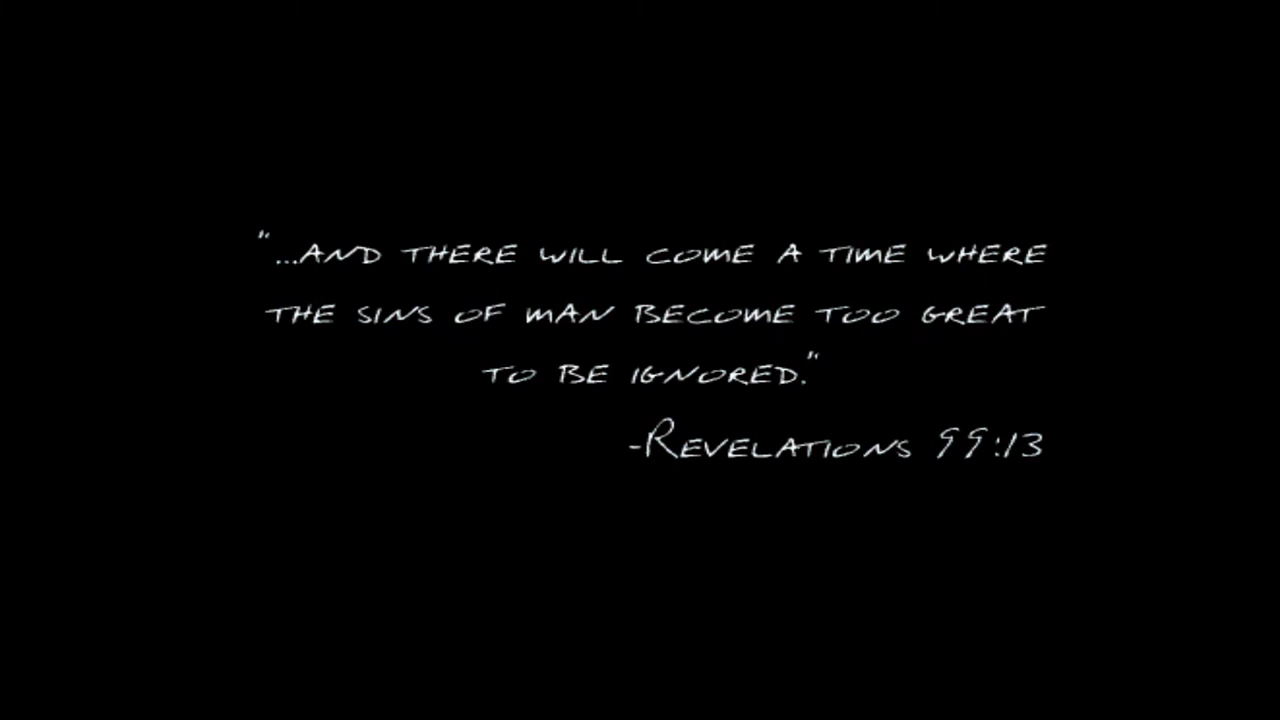 "...AND THERE WILL COME A TIME WHERE
THE SINS OF MAN BECOME TOO GREAT
TO BE IGNORED."
-REVELATIONS 99:13